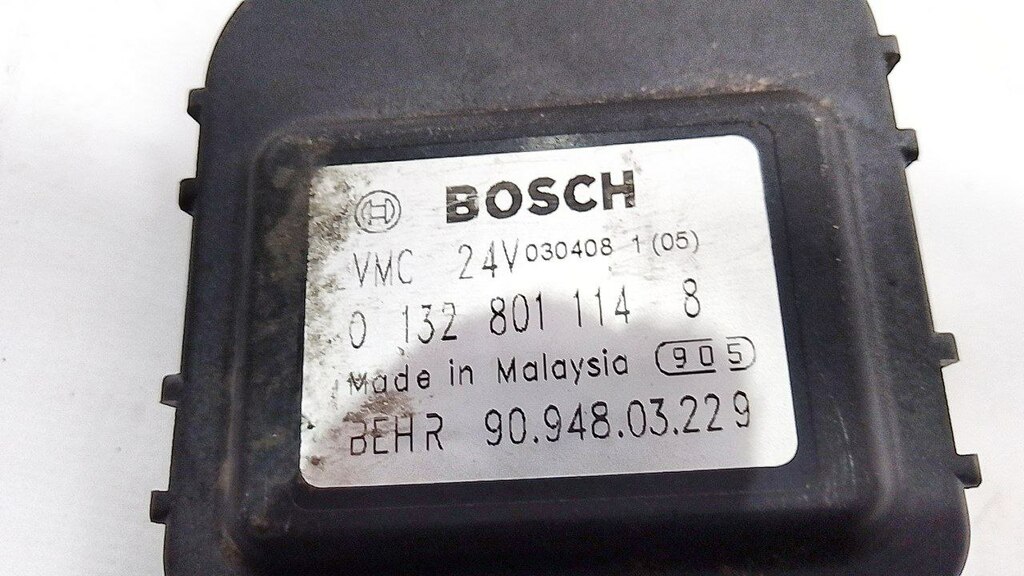 BOSCH
VMC 24V 030408 1 (05)
0 132 801 114 8
Made in Malaysia 905
BEHR 90.948.03.229